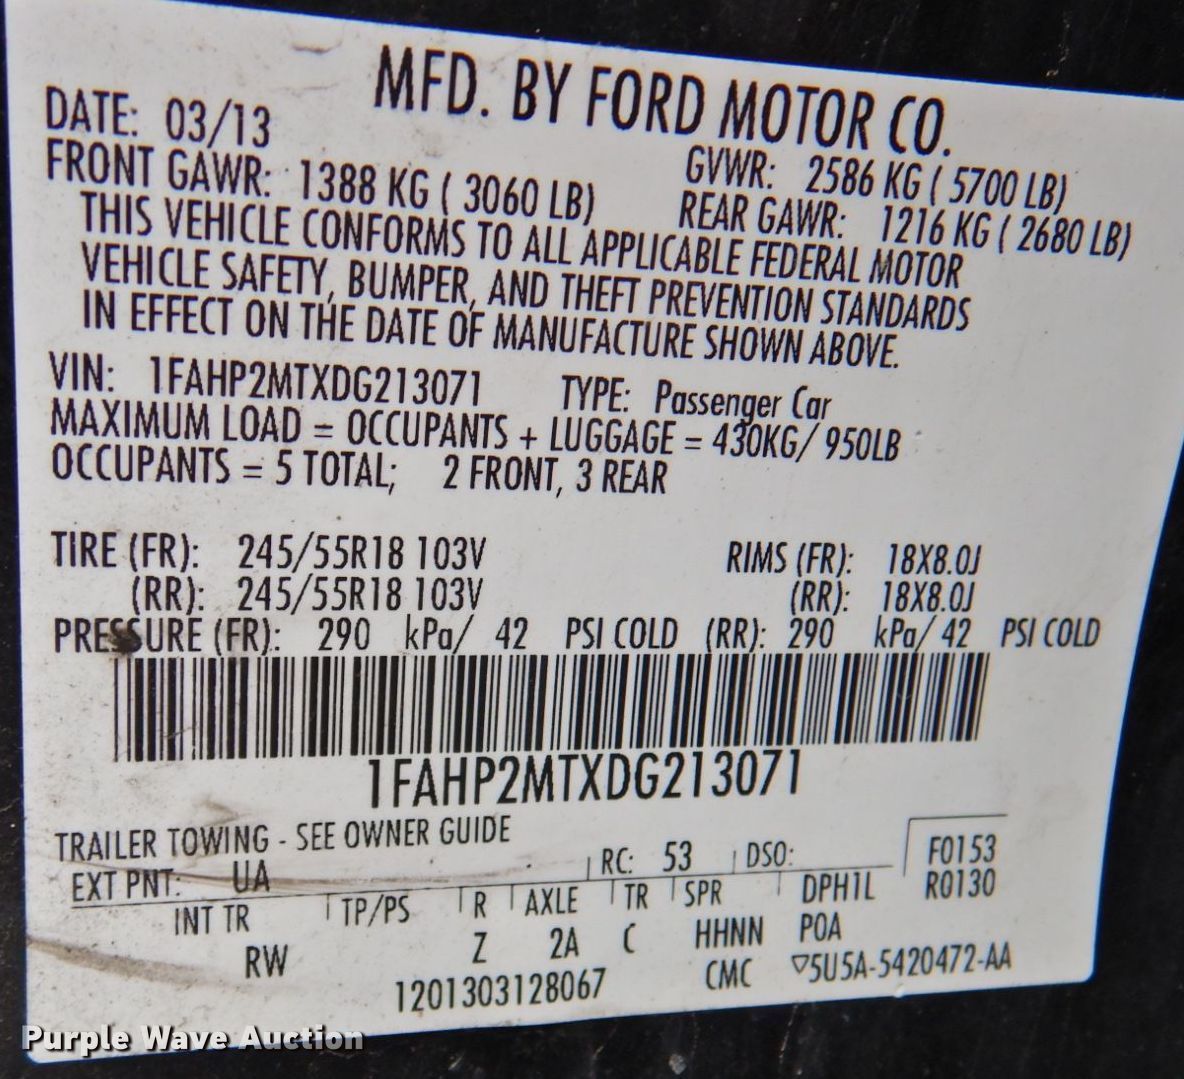 MFD. BY FORD MOTOR CO.
DATE: 03/13 GVWR: 2586 KG ( 5700 LB)
FRONT GAWR: 1388 KG ( 3060 LB) REAR GAWR: 1216 KG ( 2680 LB)
THIS VEHICLE CONFORMS TO ALL APPLICABLE FEDERAL MOTOR
VEHICLE SAFETY, BUMPER, AND THEFT PREVENTION STANDARDS
IN EFFECT ON THE DATE OF MANUFACTURE SHOWN ABOVE.
VIN: 1FAHP2MTXDG213071 TYPE: Passenger Car
MAXIMUM LOAD = OCCUPANTS + LUGGAGE = 430KG/ 950LB
OCCUPANTS = 5 TOTAL; 2 FRONT, 3 REAR
TIRE (FR): 245/55R18 103V RIMS (FR): 18X8.0J
(RR): 245/55R18 103V (RR): 18X8.0J
PRESSURE (FR): 290 kPa/ 42 PSI COLD (RR): 290 kPa/ 42 PSI COLD
1FAHP2MTXDG213071
TRAILER TOWING - SEE OWNER GUIDE
EXT PNT: UA RC: 53 DSO: F0153
INT TR TP/PS R AXLE TR SPR DPH1L R0130
RW Z 2A C HHNN POA
1201303128067 CMC ▽5U5A-5420472-AA
Purple Wave Auction